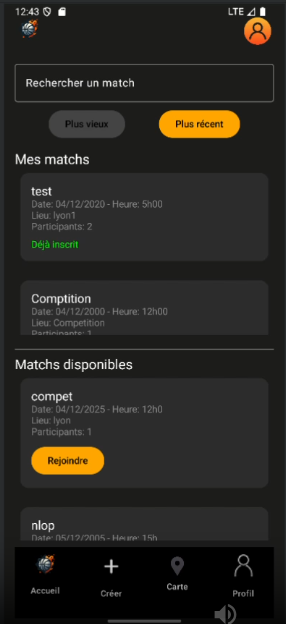 12:43 LTE
Rechercher un match
Plus vieux Plus récent
Mes matchs
test
Date: 04/12/2020 - Heure: 5h00
Lieu: lyon1
Participants: 2
Déjà inscrit
Comptition
Date: 04/12/2000 - Heure: 12h00
Lieu: Competition
Participants: 1
Matchs disponibles
compet
Date: 04/12/2025 - Heure: 12h0
Lieu: lyon
Participants: 1
Rejoindre
nlop
Date: 05/12/2005 - Heure: 15h
Accueil Créer Carte Profil